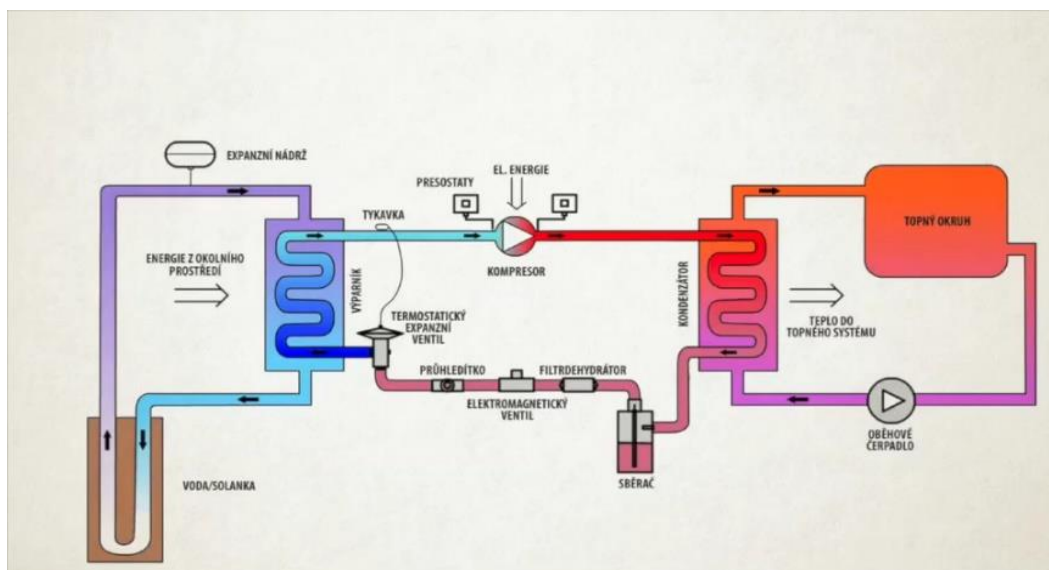 EXPANZNÍ NÁDRŽ
PRESOSTATY
EL. ENERGIE
TYKAVKA
TOPNÝ OKRUH
KOMPRESOR
ENERGIE Z OKOLNÍHO
PROSTŘEDÍ
VÝPARNÍK
KONDENZÁTOR
TERMOSTATICKÝ
EXPANZNÍ
VENTIL
TEPLO DO
TOPNÉHO SYSTÉMU
PRŮHLEDÍTKO
FILTRDEHYDRÁTOR
ELEKTROMAGNETICKÝ
VENTIL
OBĚHOVÉ
ČERPADLO
VODA/SOLANKA
SBĚRAČ